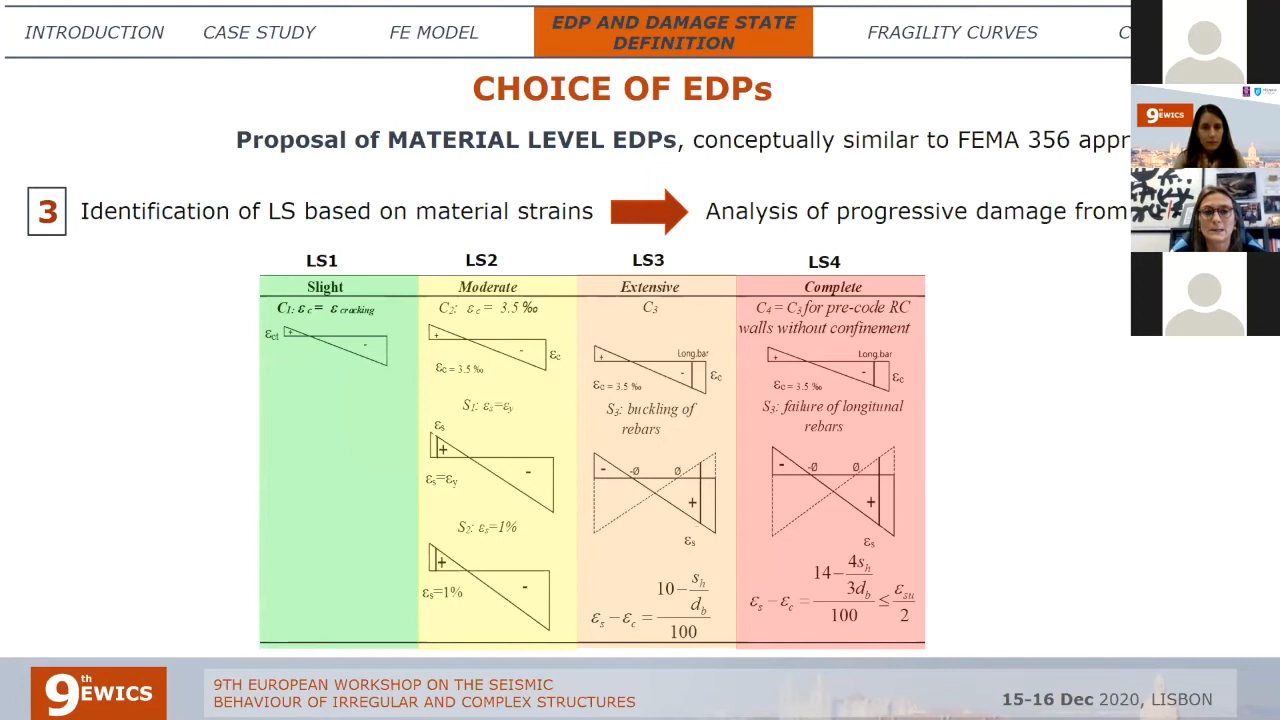 INTRODUCTION
CASE STUDY
FE MODEL
EDP AND DAMAGE STATE
DEFINITION
FRAGILITY CURVES
C
CHOICE OF EDPs
Proposal of MATERIAL LEVEL EDPs, conceptually similar to FEMA 356 appr
3 Identification of LS based on material strains
Analysis of progressive damage from
LS1
LS2
LS3
LS4
Slight
Moderate
Extensive
Complete
C1: εc = εcracking
εct
+
-
C2: εc = 3.5 ‰
+
-
εc
εc = 3.5 ‰
S1: εs=εy
εs
+
-
εs=εy
S2: εs=1%
+
-
εs=1%
C3
Long.bar
+
-
εc
εc = 3.5 ‰
S3: buckling of
rebars
-
-Ø
Ø
+
εs
εs − εc = (10 − sh/db)/100
C4 = C3 for pre-code RC
walls without confinement
Long.bar
+
-
εc
εc = 3.5 ‰
S3: failure of longitunal
rebars
-
-Ø
Ø
+
εs
εs − εc = (14 − 4sh/3db)/100 ≤ εsu/2
9th EWICS
9th
EWICS
9TH EUROPEAN WORKSHOP ON THE SEISMIC
BEHAVIOUR OF IRREGULAR AND COMPLEX STRUCTURES
15-16 Dec 2020, LISBON